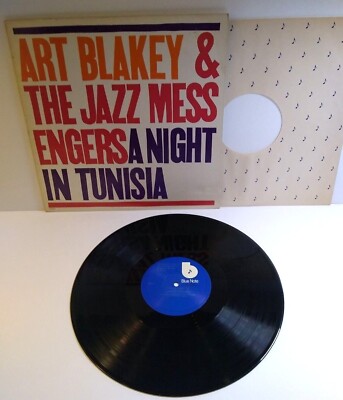 ART BLAKEY &
THE JAZZ MESS
ENGERS A NIGHT
IN TUNISIA
Blue Note